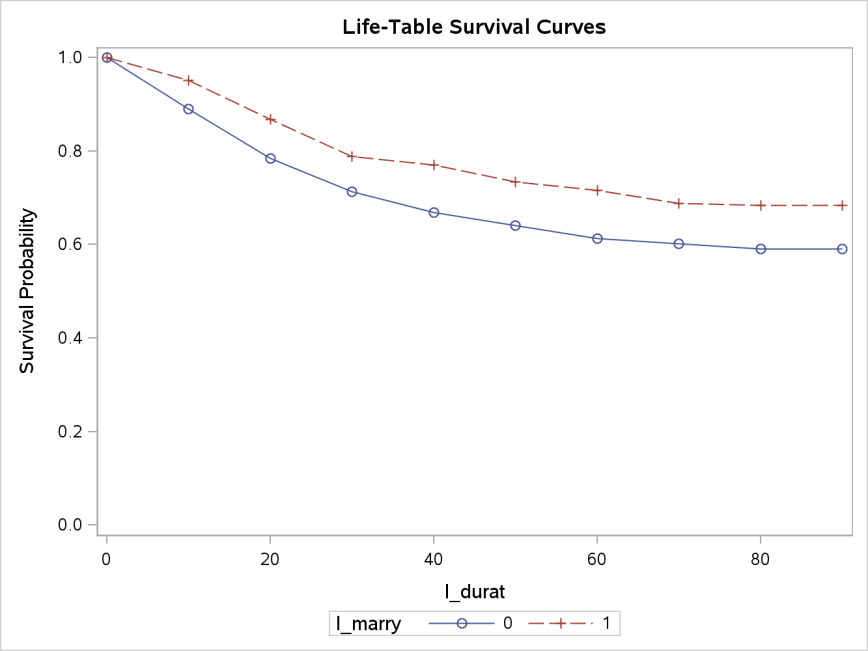 Life-Table Survival Curves
1.0
0.8
0.6
0.4
0.2
0.0
Survival Probability
0 20 40 60 80
l_durat
l_marry 0 1